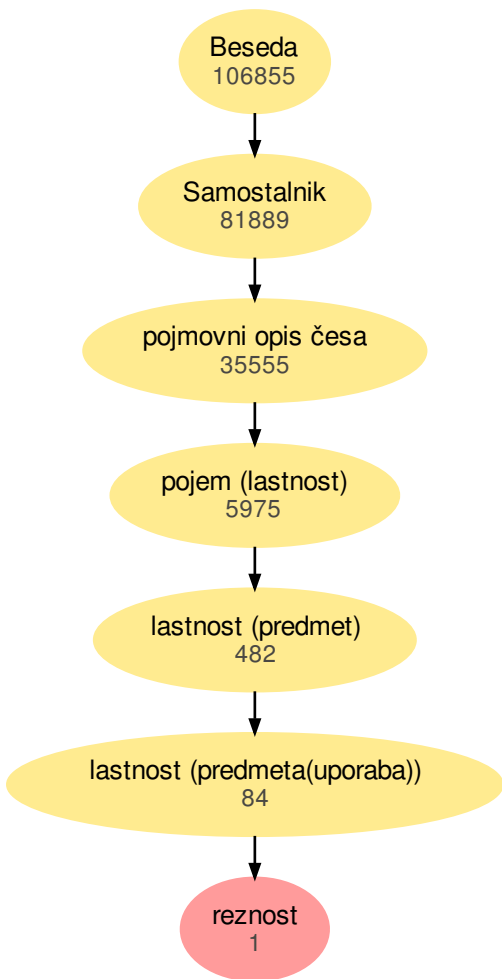 Beseda
106855
Samostalnik
81889
pojmovni opis česa
35555
pojem (lastnost)
5975
lastnost (predmet)
482
lastnost (predmeta(uporaba))
84
reznost
1